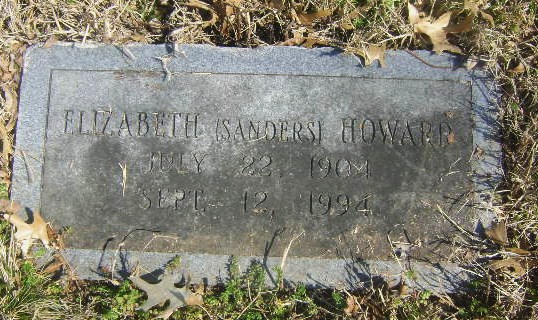 ELIZABETH (SANDERS) HOWARD
JULY 22, 1904
SEPT. 12, 1994